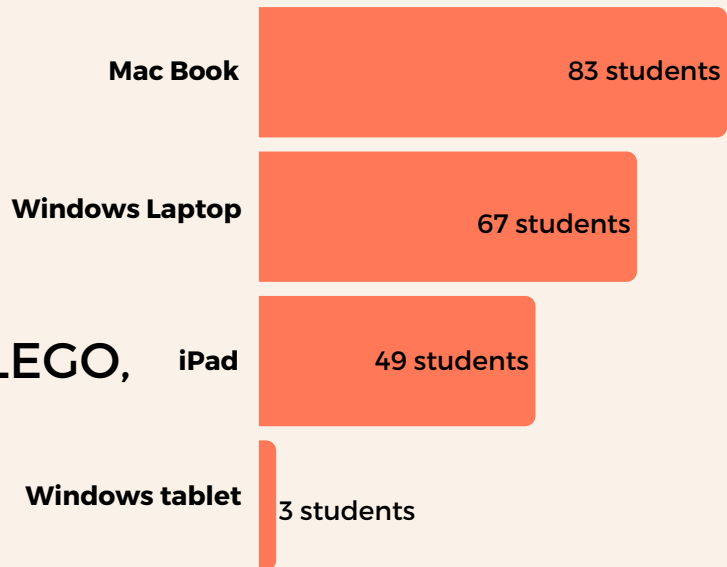 Mac Book
83 students
Windows Laptop
67 students
LEGO,
iPad
49 students
Windows tablet
3 students